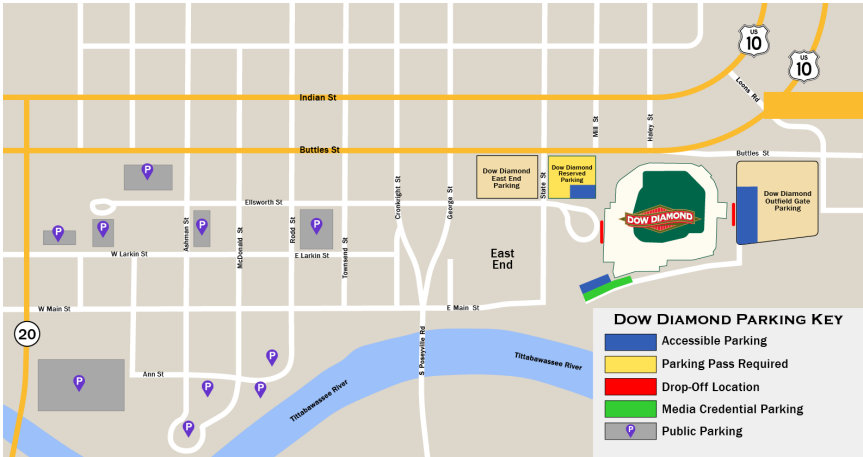 US
10
US
10
Loons Rd
Indian St
Mill St
Haley St
Buttles St
Buttles St
Dow Diamond
East End
Parking
State St
Dow Diamond
Reserved
Parking
Dow Diamond
Outfield Gate
Parking
P
Cronkright St
George St
Ellsworth St
DOW DIAMOND
P
P
P
P
Ashman St
McDonald St
Rodd St
Townsend St
W Larkin St
E Larkin St
East
End
W Main St
E Main St
20
S Poseyville Rd
Tittabawassee River
Tittabawassee River
Ann St
P
P
P
P
P
DOW DIAMOND PARKING KEY
Accessible Parking
Parking Pass Required
Drop-Off Location
Media Credential Parking
P
Public Parking